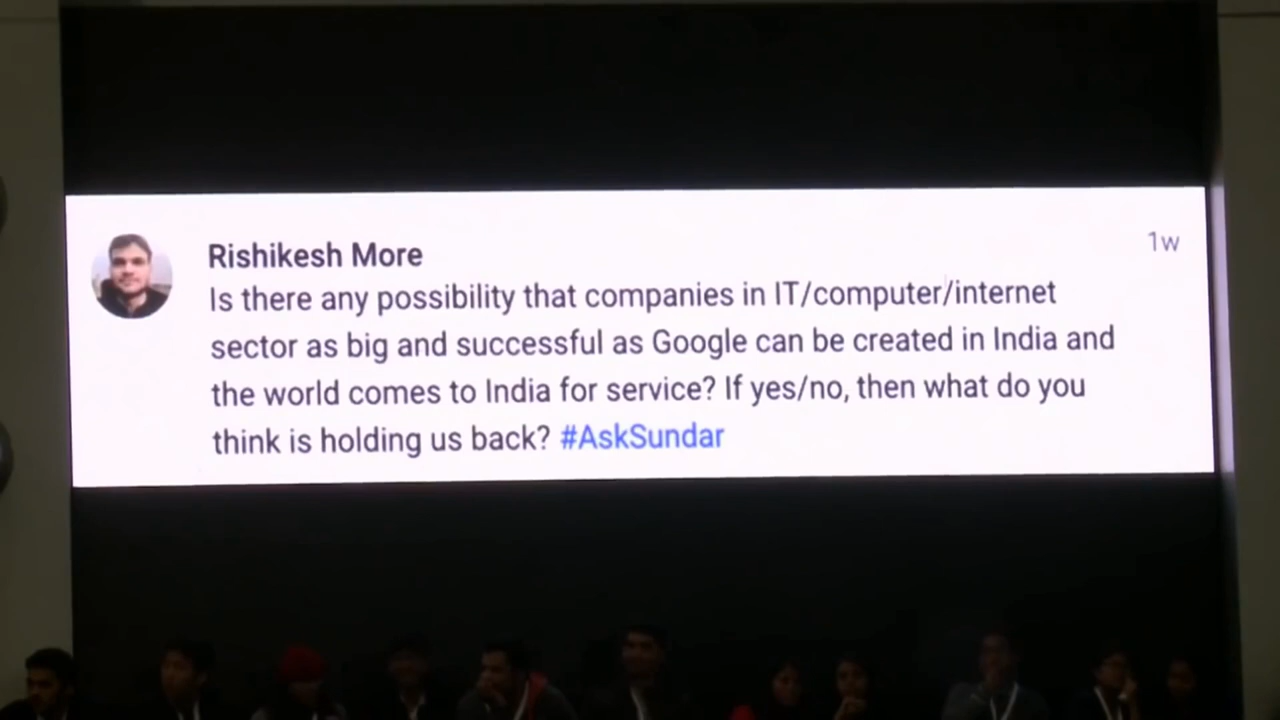 Rishikesh More
1w
Is there any possibility that companies in IT/computer/internet
sector as big and successful as Google can be created in India and
the world comes to India for service? If yes/no, then what do you
think is holding us back? #AskSundar